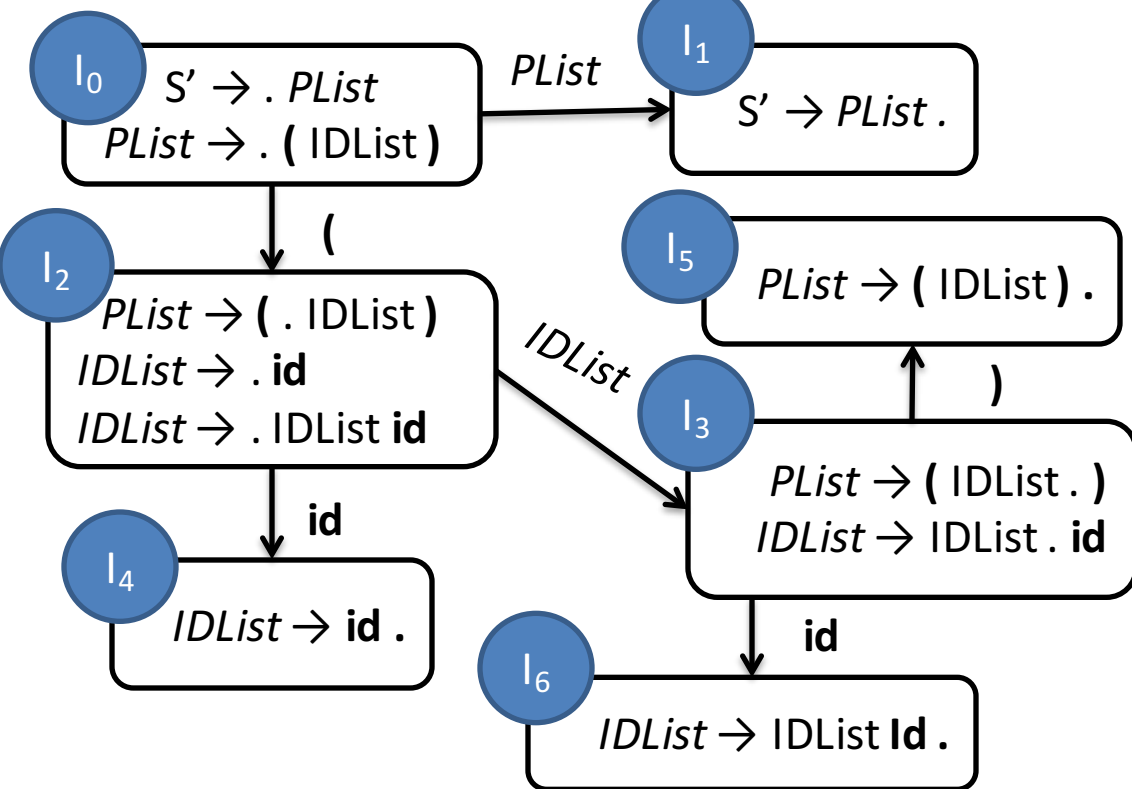 I₀
S’ → . PList
PList → . ( IDList )
PList
I₁
S’ → PList .
(
I₂
PList → ( . IDList )
IDList → . id
IDList → . IDList id
IDList
I₅
PList → ( IDList ) .
)
I₃
PList → ( IDList . )
IDList → IDList . id
id
I₄
IDList → id .
id
I₆
IDList → IDList Id .